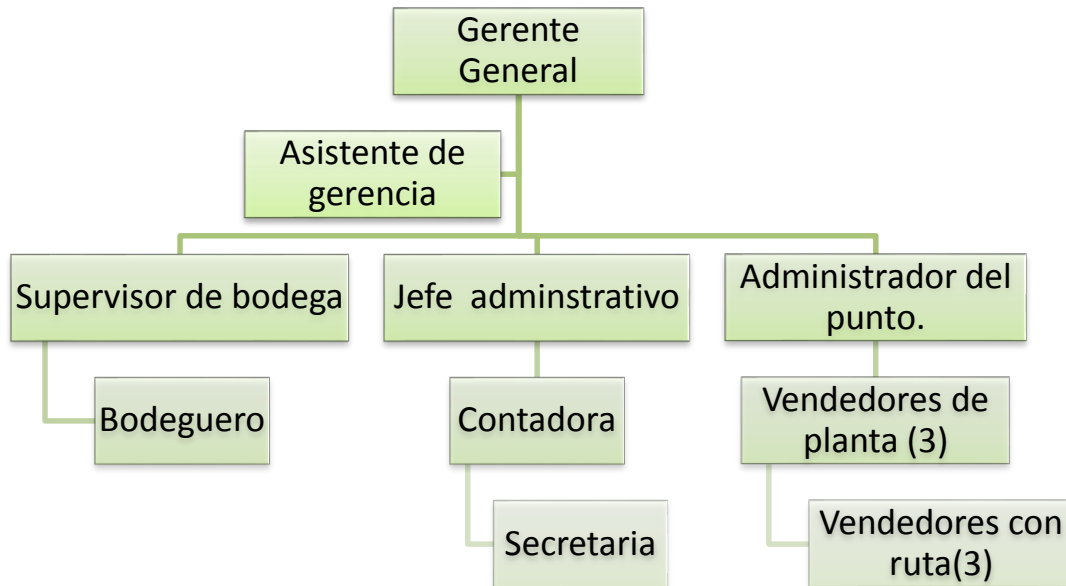 Gerente
General
Asistente de
gerencia
Supervisor de bodega
Jefe  adminstrativo
Administrador del
punto.
Bodeguero
Contadora
Vendedores de
planta (3)
Secretaria
Vendedores con
ruta(3)